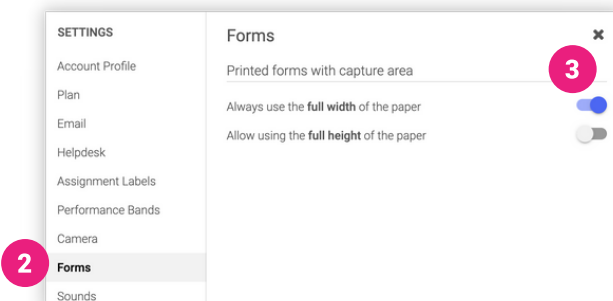 SETTINGS
Account Profile
Plan
Email
Helpdesk
Assignment Labels
Performance Bands
Camera
2
Forms
Sounds
Forms
✖
3
Printed forms with capture area
Always use the full width of the paper
Allow using the full height of the paper